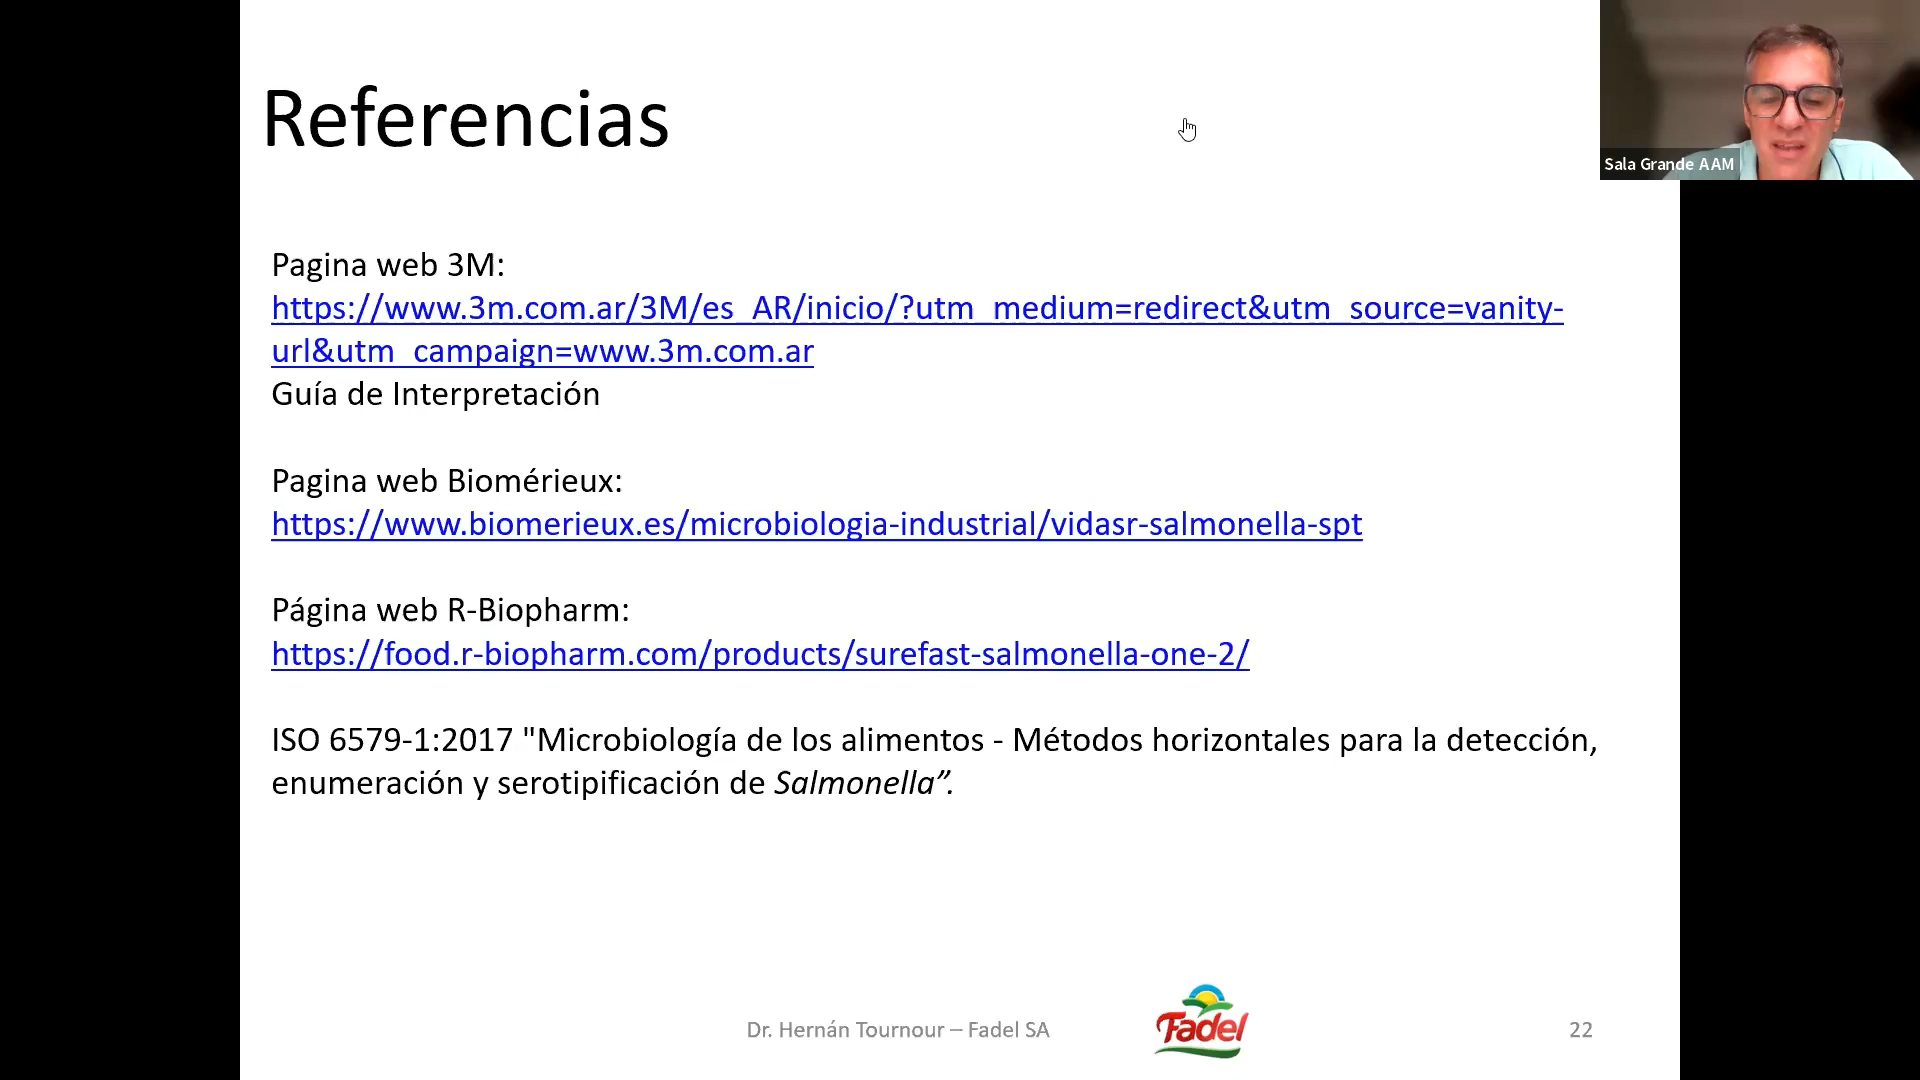 Referencias
Sala Grande AAM
Pagina web 3M:
https://www.3m.com.ar/3M/es_AR/inicio/?utm_medium=redirect&utm_source=vanity-
url&utm_campaign=www.3m.com.ar
Guía de Interpretación
Pagina web Biomérieux:
https://www.biomerieux.es/microbiologia-industrial/vidasr-salmonella-spt
Página web R-Biopharm:
https://food.r-biopharm.com/products/surefast-salmonella-one-2/
ISO 6579-1:2017 "Microbiología de los alimentos - Métodos horizontales para la detección,
enumeración y serotipificación de Salmonella”.
Dr. Hernán Tournour – Fadel SA
Fadel
22